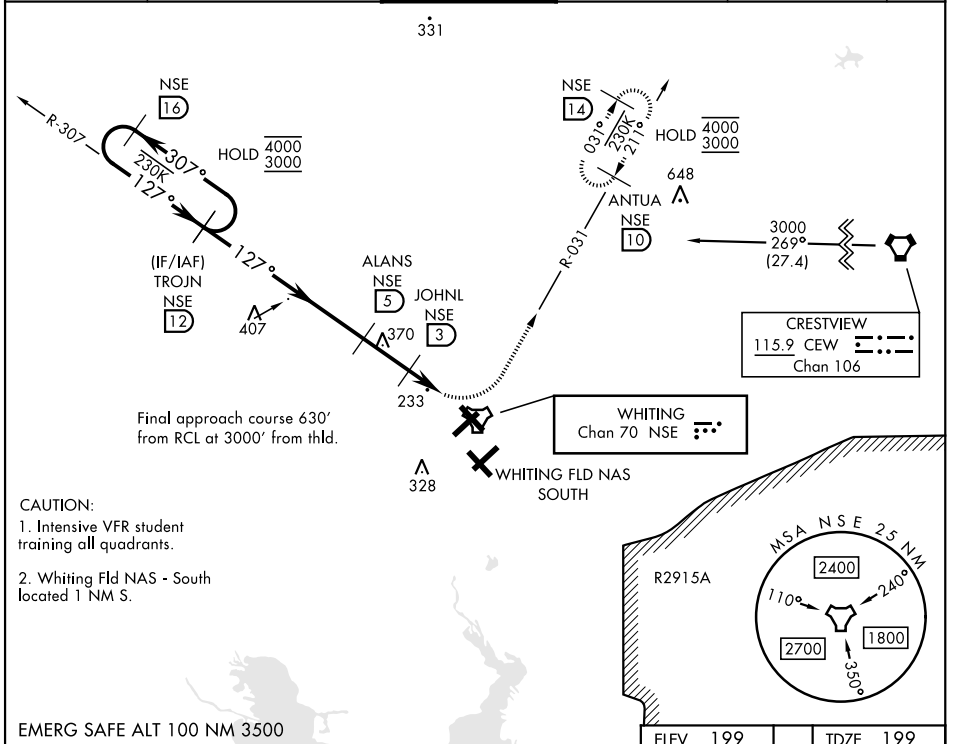 331
NSE
16
R-307
HOLD 4000
3000
230K
307°
127°
127°
(IF/IAF)
TROJN
NSE
12
407
ALANS
NSE
5
370
JOHNL
NSE
3
233
NSE
14
031°
230K
211°
HOLD 4000
3000
648
ANTUA
NSE
10
R-031
3000
269°
(27.4)
CRESTVIEW
115.9 CEW
Chan 106
Final approach course 630'
from RCL at 3000' from thld.
WHITING
Chan 70 NSE
328
WHITING FLD NAS
SOUTH
CAUTION:
1. Intensive VFR student
training all quadrants.
2. Whiting Fld NAS - South
located 1 NM S.
R2915A
MSA NSE 25 NM
2400
110°
240°
2700
1800
350°
EMERG SAFE ALT 100 NM 3500
ELEV 199
TDZE 199